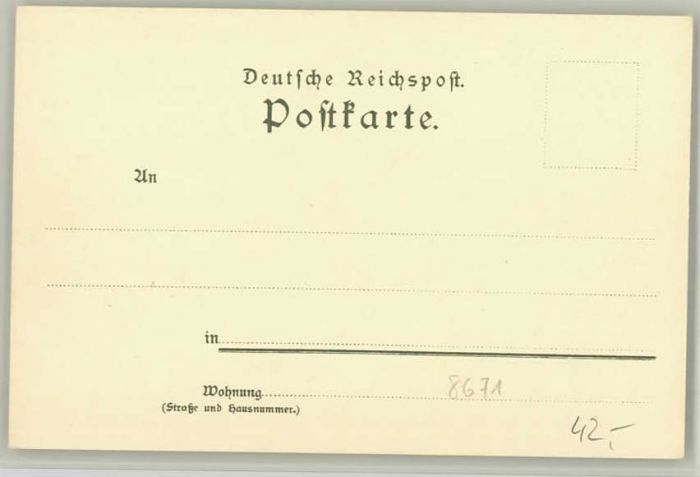 Deutſche Reichspoſt.
Poſtkarte.
An
in
Wohnung
8671
(Straße und Hausnummer.)
42,-